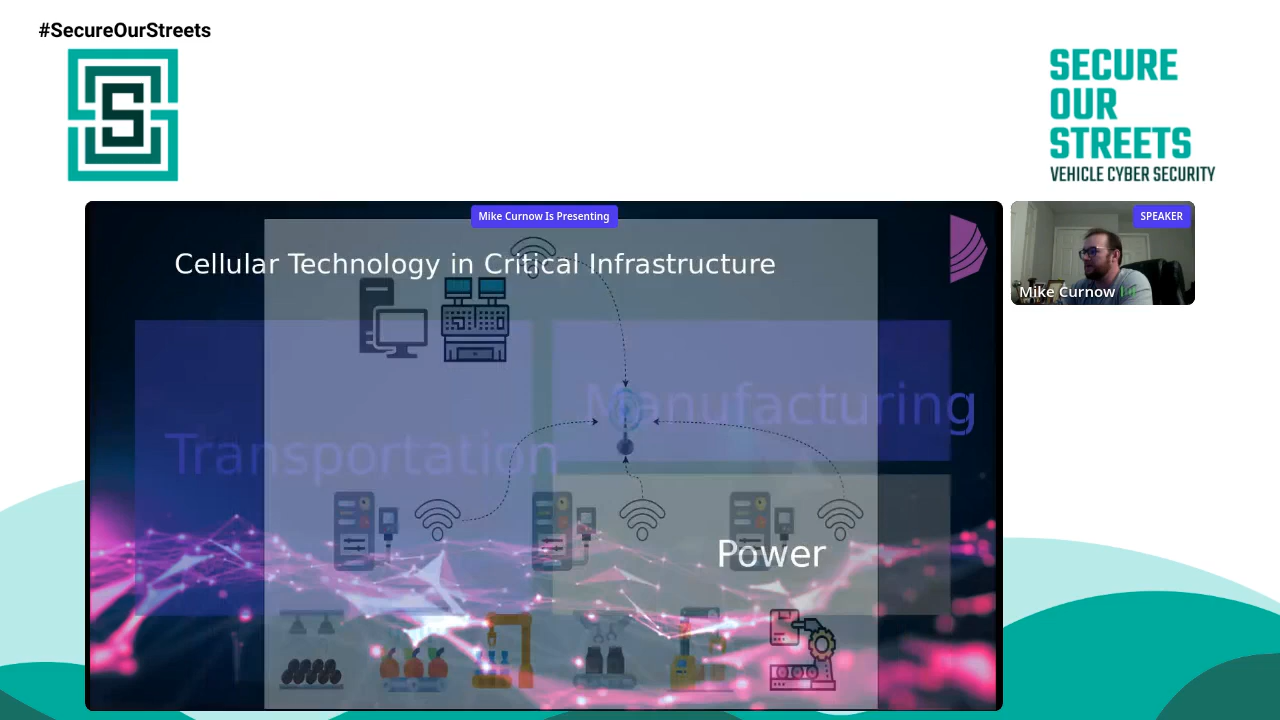 #SecureOurStreets
S
SECURE
OUR
STREETS
VEHICLE CYBER SECURITY
Mike Curnow Is Presenting
SPEAKER
Mike Curnow
Cellular Technology in Critical Infrastructure
Manufacturing
Transportation
Power